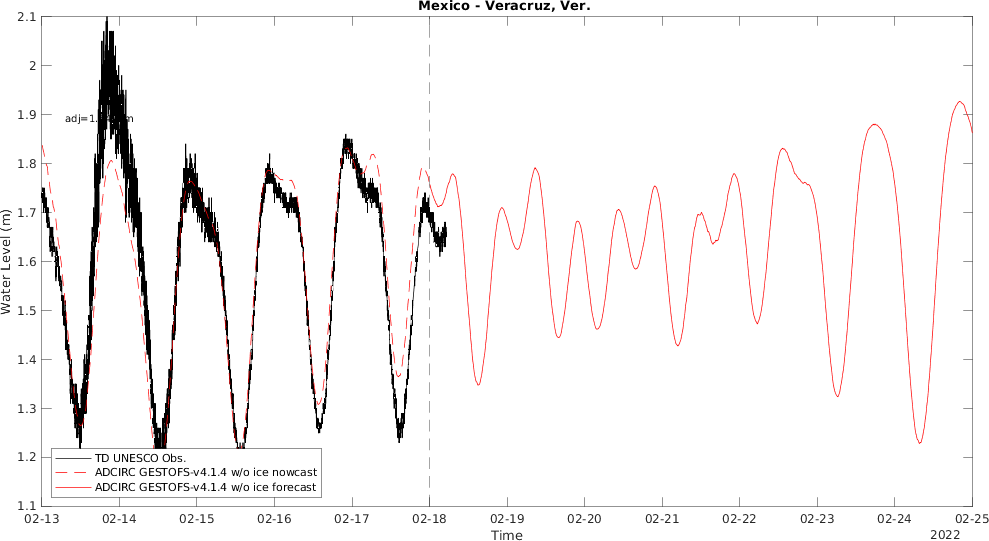 Mexico - Veracruz, Ver.
Water Level (m)
2.1
2
1.9
1.8
1.7
1.6
1.5
1.4
1.3
1.2
1.1
TD UNESCO Obs.
ADCIRC GESTOFS-v4.1.4 w/o ice nowcast
ADCIRC GESTOFS-v4.1.4 w/o ice forecast
02-13 02-14 02-15 02-16 02-17 02-18 02-19 02-20 02-21 02-22 02-23 02-24 02-25
Time
2022